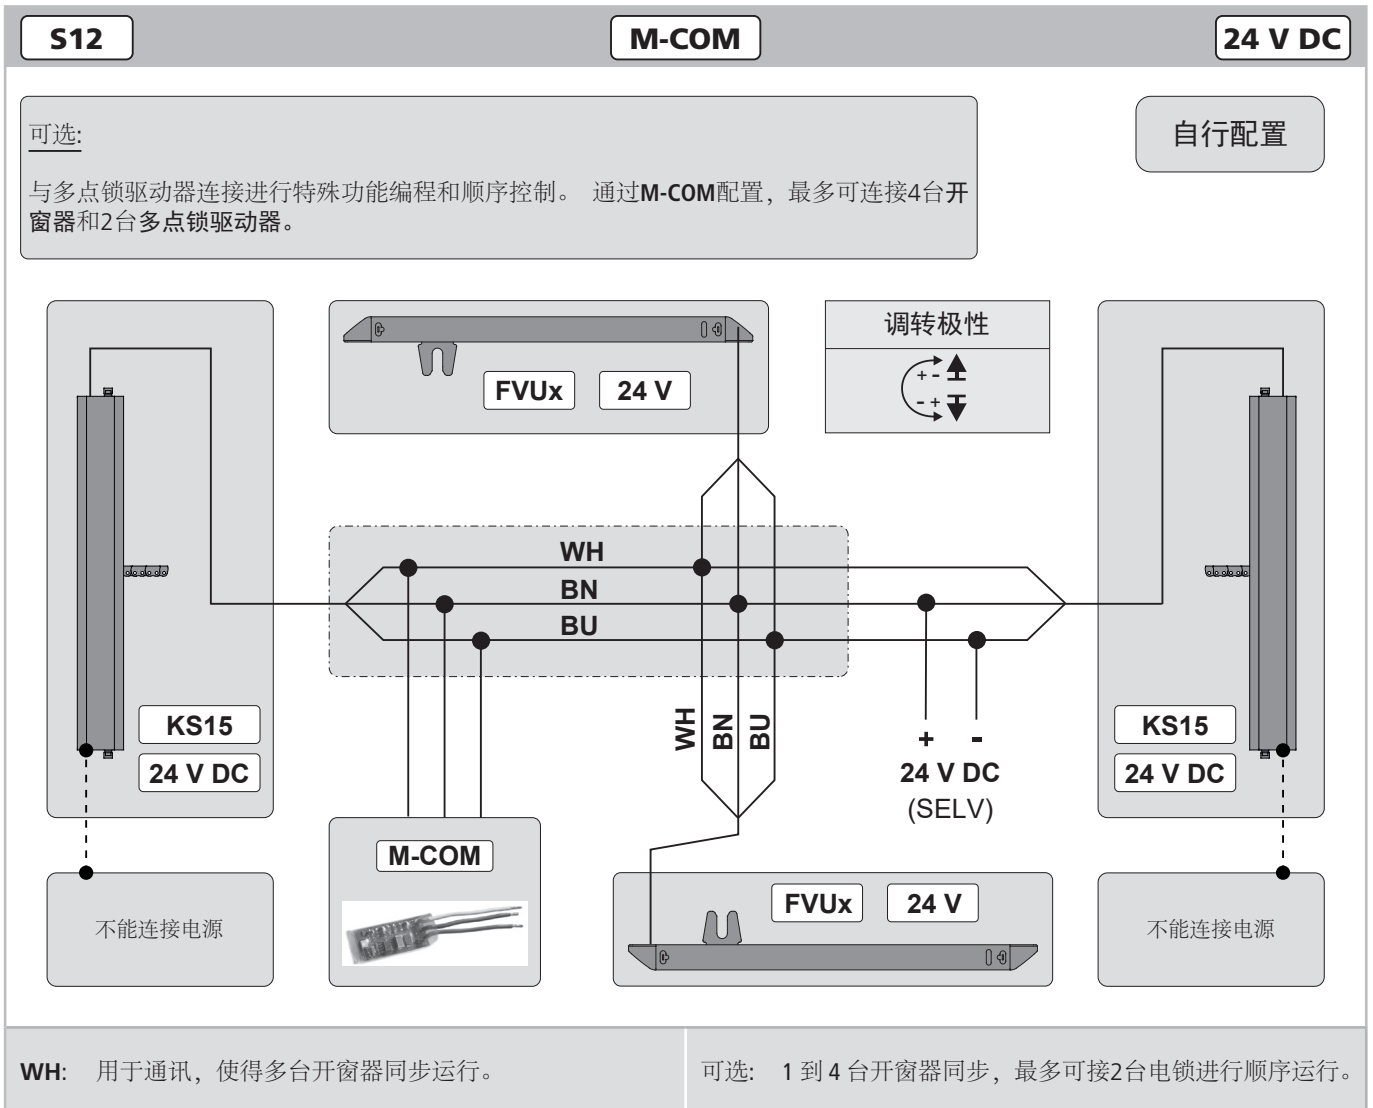 S12
M-COM
24 V DC
可选:
自行配置
与多点锁驱动器连接进行特殊功能编程和顺序控制。 通过M-COM配置，最多可连接4台开
窗器和2台多点锁驱动器。
调转极性
+ -
- +
FVUx
24 V
WH
BN
BU
WH
BN
BU
KS15
24 V DC
+
-
24 V DC
(SELV)
KS15
24 V DC
M-COM
FVUx
24 V
不能连接电源
不能连接电源
WH: 用于通讯，使得多台开窗器同步运行。
可选: 1 到 4 台开窗器同步，最多可接2台电锁进行顺序运行。